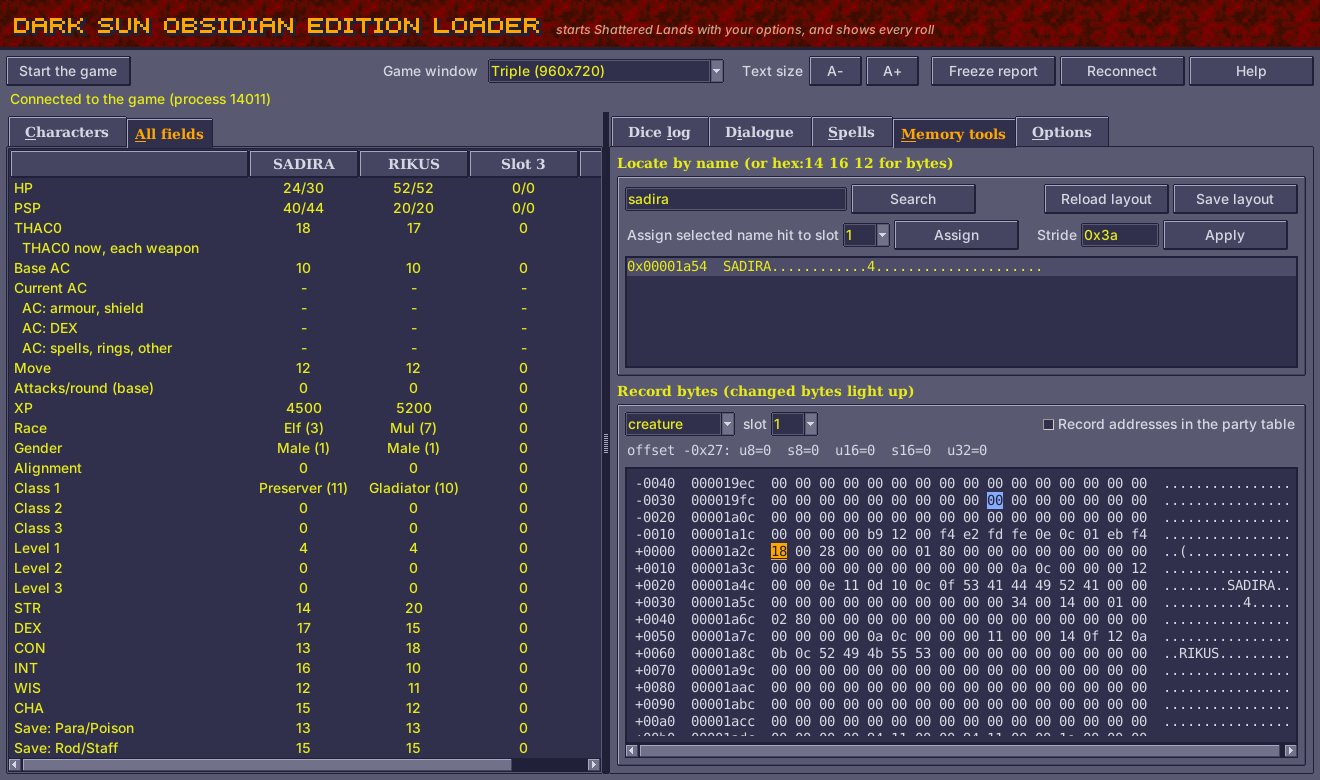 DARK SUN OBSIDIAN EDITION LOADER starts Shattered Lands with your options, and shows every roll
Start the game Game window Triple (960x720) Text size A- A+ Freeze report Reconnect Help
Connected to the game (process 14011)
Characters All fields
SADIRA RIKUS Slot 3
HP 24/30 52/52 0/0
PSP 40/44 20/20 0/0
THAC0 18 17 0
THAC0 now, each weapon
Base AC 10 10 0
Current AC - - -
AC: armour, shield - - -
AC: DEX - - -
AC: spells, rings, other - - -
Move 12 12 0
Attacks/round (base) 0 0 0
XP 4500 5200 0
Race Elf (3) Mul (7) 0
Gender Male (1) Male (1) 0
Alignment 0 0 0
Class 1 Preserver (11) Gladiator (10) 0
Class 2 0 0 0
Class 3 0 0 0
Level 1 4 4 0
Level 2 0 0 0
Level 3 0 0 0
STR 14 20 0
DEX 17 15 0
CON 13 18 0
INT 16 10 0
WIS 12 11 0
CHA 15 12 0
Save: Para/Poison 13 13 0
Save: Rod/Staff 15 15 0
Dice log Dialogue Spells Memory tools Options
Locate by name (or hex:14 16 12 for bytes)
sadira Search Reload layout Save layout
Assign selected name hit to slot 1 Assign Stride 0x3a Apply
0x00001a54 SADIRA............4.....................
Record bytes (changed bytes light up)
creature slot 1 Record addresses in the party table
offset -0x27: u8=0 s8=0 u16=0 s16=0 u32=0
-0040 000019ec 00 00 00 00 00 00 00 00 00 00 00 00 00 00 00 00 ................
-0030 000019fc 00 00 00 00 00 00 00 00 00 00 00 00 00 00 00 00 ................
-0020 00001a0c 00 00 00 00 00 00 00 00 00 00 00 00 00 00 00 00 ................
-0010 00001a1c 00 00 00 00 b9 12 00 f4 e2 fd fe 0e 0c 01 eb f4 ................
+0000 00001a2c 18 00 28 00 00 00 01 80 00 00 00 00 00 00 00 00 ..(.............
+0010 00001a3c 00 00 00 00 00 00 00 00 00 00 0a 0c 00 00 00 12 ................
+0020 00001a4c 00 00 0e 11 0d 10 0c 0f 53 41 44 49 52 41 00 00 ........SADIRA..
+0030 00001a5c 00 00 00 00 00 00 00 00 00 00 34 00 14 00 01 00 ..........4.....
+0040 00001a6c 02 80 00 00 00 00 00 00 00 00 00 00 00 00 00 00 ................
+0050 00001a7c 00 00 00 00 0a 0c 00 00 00 11 00 00 14 0f 12 0a ................
+0060 00001a8c 0b 0c 52 49 4b 55 53 00 00 00 00 00 00 00 00 00 ..RIKUS.........
+0070 00001a9c 00 00 00 00 00 00 00 00 00 00 00 00 00 00 00 00 ................
+0080 00001aac 00 00 00 00 00 00 00 00 00 00 00 00 00 00 00 00 ................
+0090 00001abc 00 00 00 00 00 00 00 00 00 00 00 00 00 00 00 00 ................
+00a0 00001acc 00 00 00 00 00 00 00 00 00 00 00 00 00 00 00 00 ................